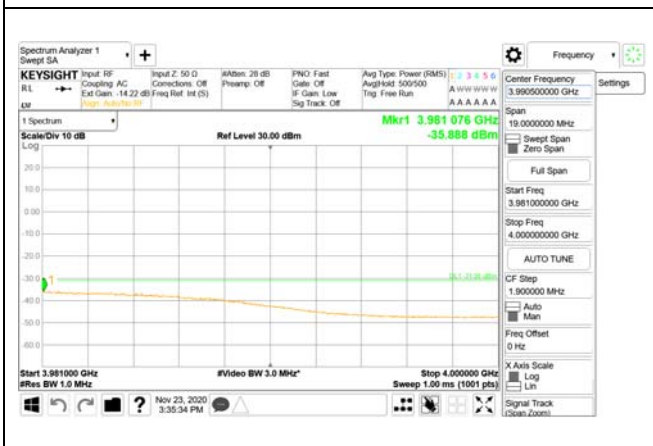 Spectrum Analyzer 1
Swept SA
+
Frequency
KEYSIGHT
Input: RF
Input Z: 50 Ω
#Atten: 28 dB
PNO: Fast
Avg Type: Power (RMS)
1 2 3 4 5 6
RL
Coupling: AC
Corrections: Off
Preamp: Off
Gate: Off
Avg|Hold: 500/500
A W W W W W
Ext Gain: -14.22 dB
Freq Ref: Int (S)
IF Gain: Low
Trig: Free Run
Align: Auto/No RF
Sig Track: Off
A A A A A A
1 Spectrum
Mkr1 3.981 076 GHz
Scale/Div 10 dB
Ref Level 30.00 dBm
-35.888 dBm
Log
20.0
10.0
0.00
-10.0
-20.0
-30.0
1
-40.0
-50.0
-60.0
Start 3.981000 GHz
#Video BW 3.0 MHz*
Stop 4.000000 GHz
#Res BW 1.0 MHz
Sweep 1.00 ms (1001 pts)
?
Nov 23, 2020
3:35:34 PM
Center Frequency
3.990500000 GHz
Settings
Span
19.0000000 MHz
Swept Span
Zero Span
Full Span
Start Freq
3.981000000 GHz
Stop Freq
4.000000000 GHz
AUTO TUNE
CF Step
1.900000 MHz
Auto
Man
Freq Offset
0 Hz
X Axis Scale
Log
Lin
Signal Track
(Span Zoom)